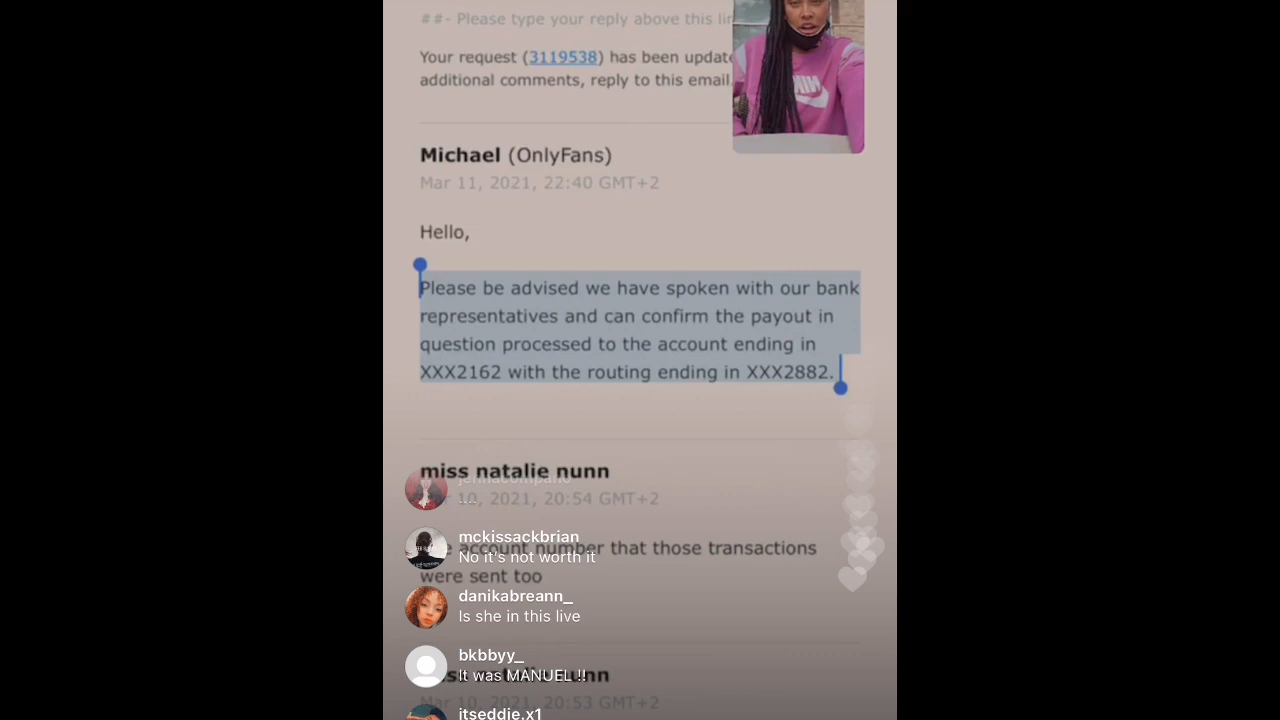 ##- Please type your reply above this
Your request (3119538) has been
additional comments, reply to this email.
Michael (OnlyFans)
Mar 11, 2021, 22:40 GMT+2
Hello,
Please be advised we have spoken with our bank
representatives and can confirm the payout in
question processed to the account ending in
XXX2162 with the routing ending in XXX2882.
miss natalie nunn
10, 2021, 20:54 GMT+2
....
mckissackbrian
account number that those transactions
No it's not worth it
were sent too
danikabreann_
Is she in this live
bkbbyy_
nunn
It was MANUEL !!
Mar 10, 2021, 20:53 GMT+2
itseddie.x1